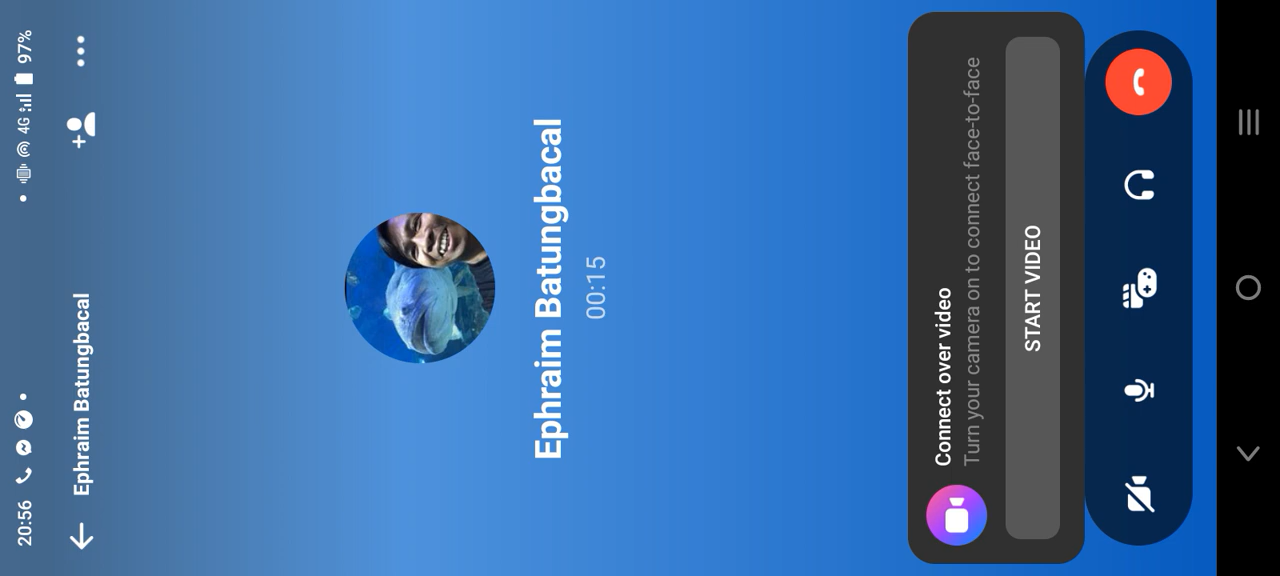 20:56 4G 97%
Ephraim Batungbacal
Ephraim Batungbacal
00:15
Connect over video
Turn your camera on to connect face-to-face
START VIDEO